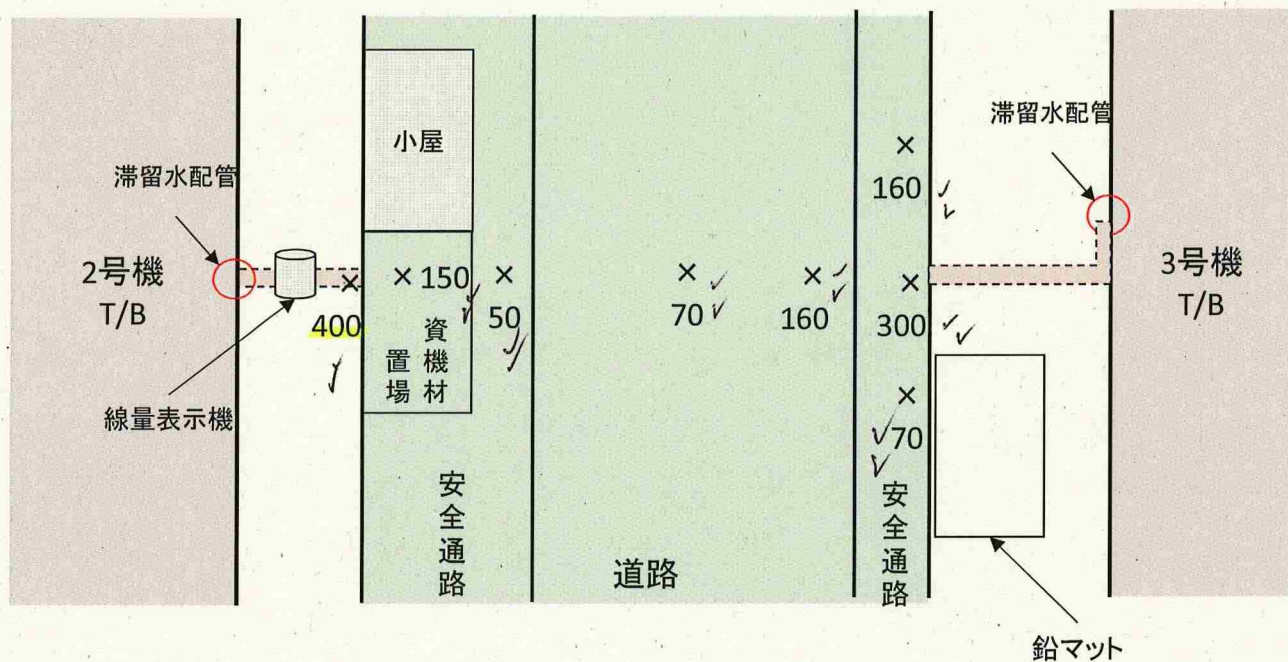 滞留水配管
2号機
T/B
線量表示機
400
小屋
150
資機材
置場
50
安全通路
70
160
道路
160
300
70
安全通路
滞留水配管
3号機
T/B
鉛マット